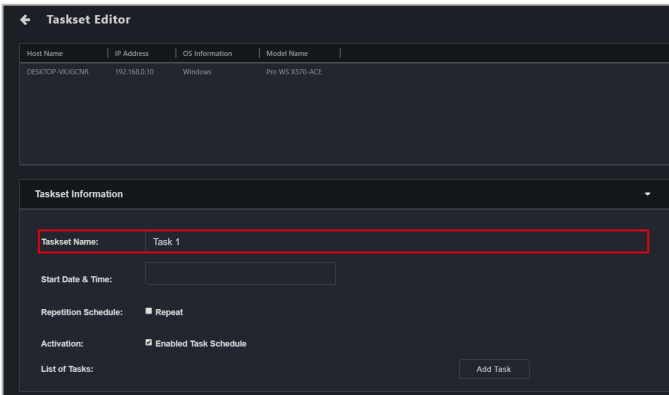 Taskset Editor
Host Name IP Address OS Information Model Name
DESKTOP-VKJGCNR 192.168.0.10 Windows Pro WS X570-ACE
Taskset Information
Taskset Name: Task 1
Start Date & Time:
Repetition Schedule: Repeat
Activation: Enabled Task Schedule
List of Tasks: Add Task